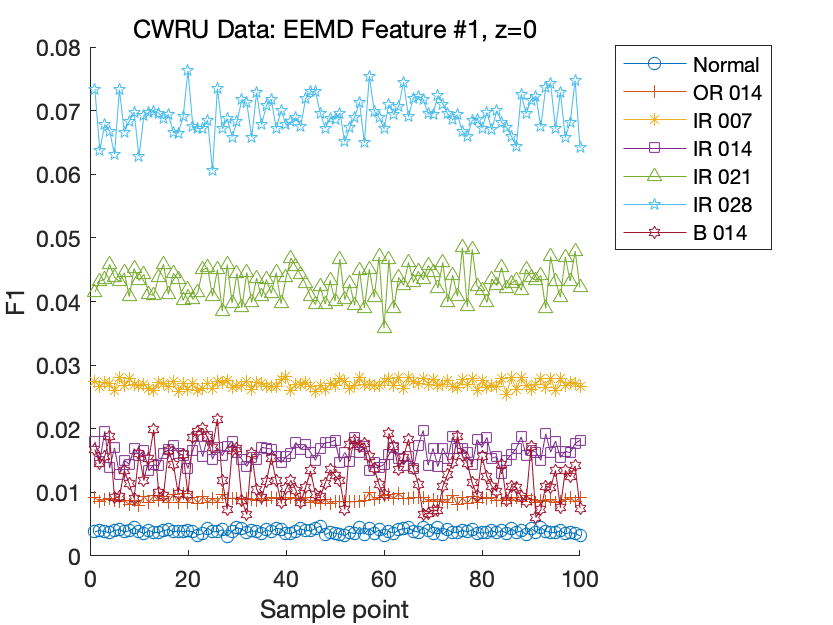 CWRU Data: EEMD Feature #1, z=0
0.08
0.07
0.06
0.05
0.04
0.03
0.02
0.01
0
F1
0 20 40 60 80 100
Sample point
Normal
OR 014
IR 007
IR 014
IR 021
IR 028
B 014